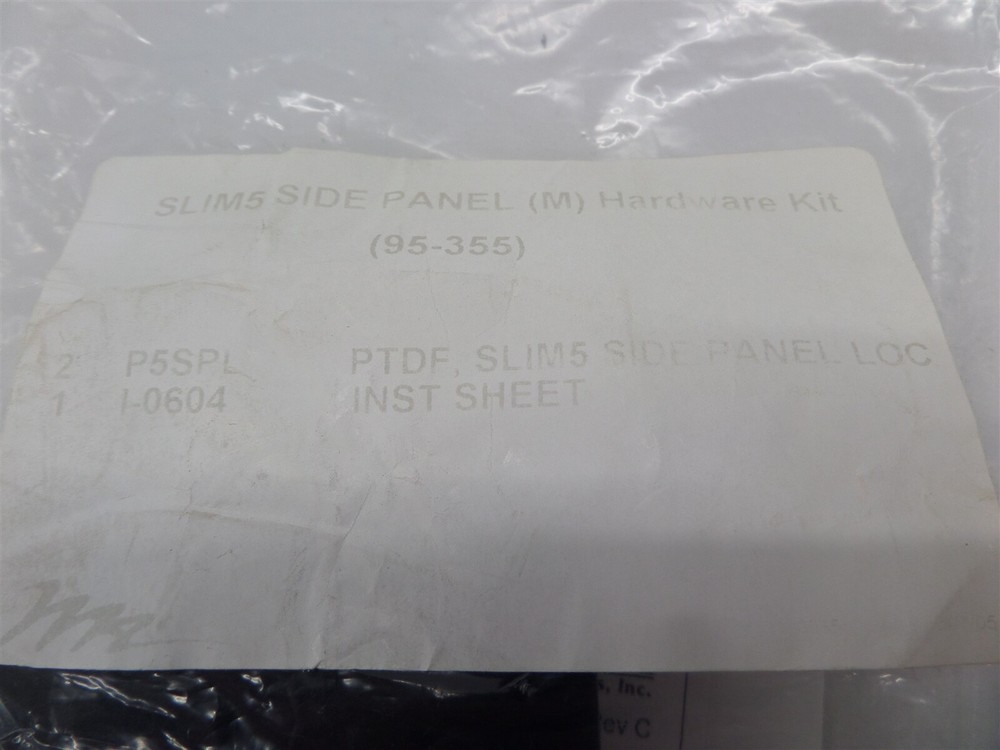 SLIM5 SIDE PANEL (M) Hardware Kit
(95-355)
2 P5SPL PTDF, SLIM5 SIDE PANEL LOC
1 I-0604 INST SHEET
Inc.
Rev C